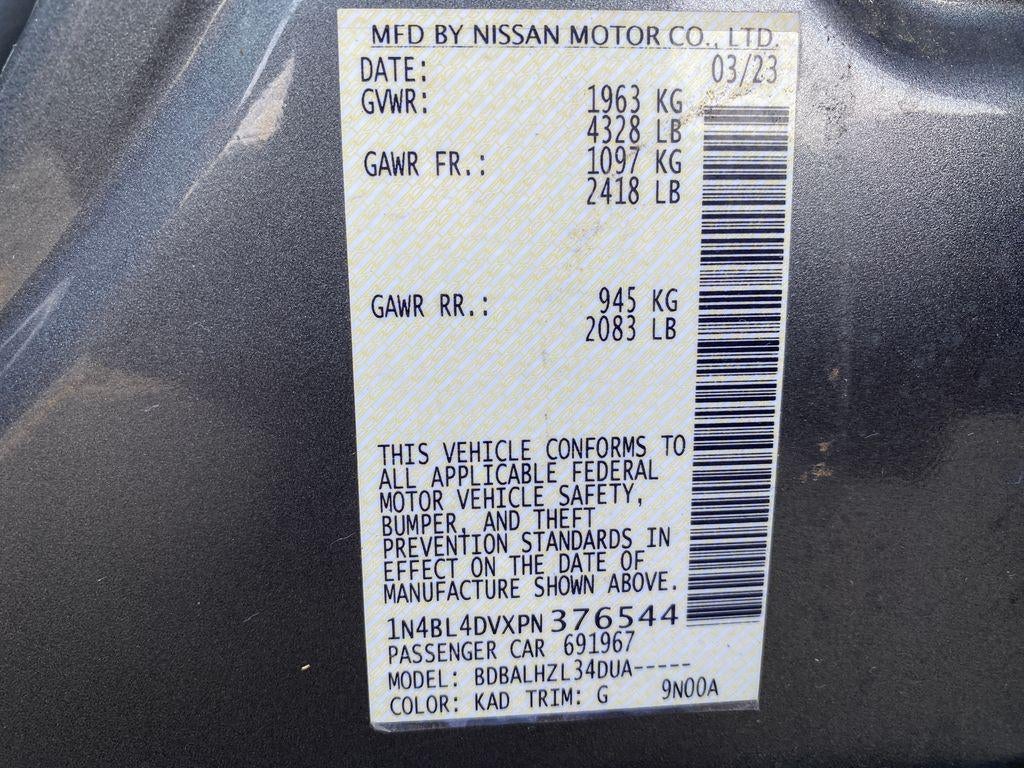 MFD BY NISSAN MOTOR CO., LTD.
DATE: 03/23
GVWR: 1963 KG
4328 LB
GAWR FR.: 1097 KG
2418 LB
GAWR RR.: 945 KG
2083 LB
THIS VEHICLE CONFORMS TO
ALL APPLICABLE FEDERAL
MOTOR VEHICLE SAFETY,
BUMPER, AND THEFT
PREVENTION STANDARDS IN
EFFECT ON THE DATE OF
MANUFACTURE SHOWN ABOVE.
1N4BL4DVXPN376544
PASSENGER CAR 691967
MODEL: BDBALHZL34DUA-----
COLOR: KAD TRIM: G 9N00A